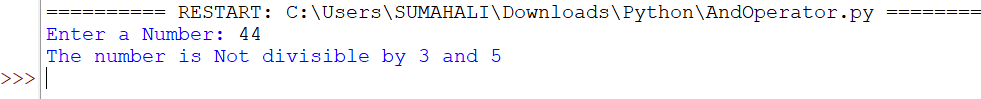 ========== RESTART: C:\Users\SUMAHALI\Downloads\Python\AndOperator.py ========
Enter a Number: 44
The number is Not divisible by 3 and 5
>>>